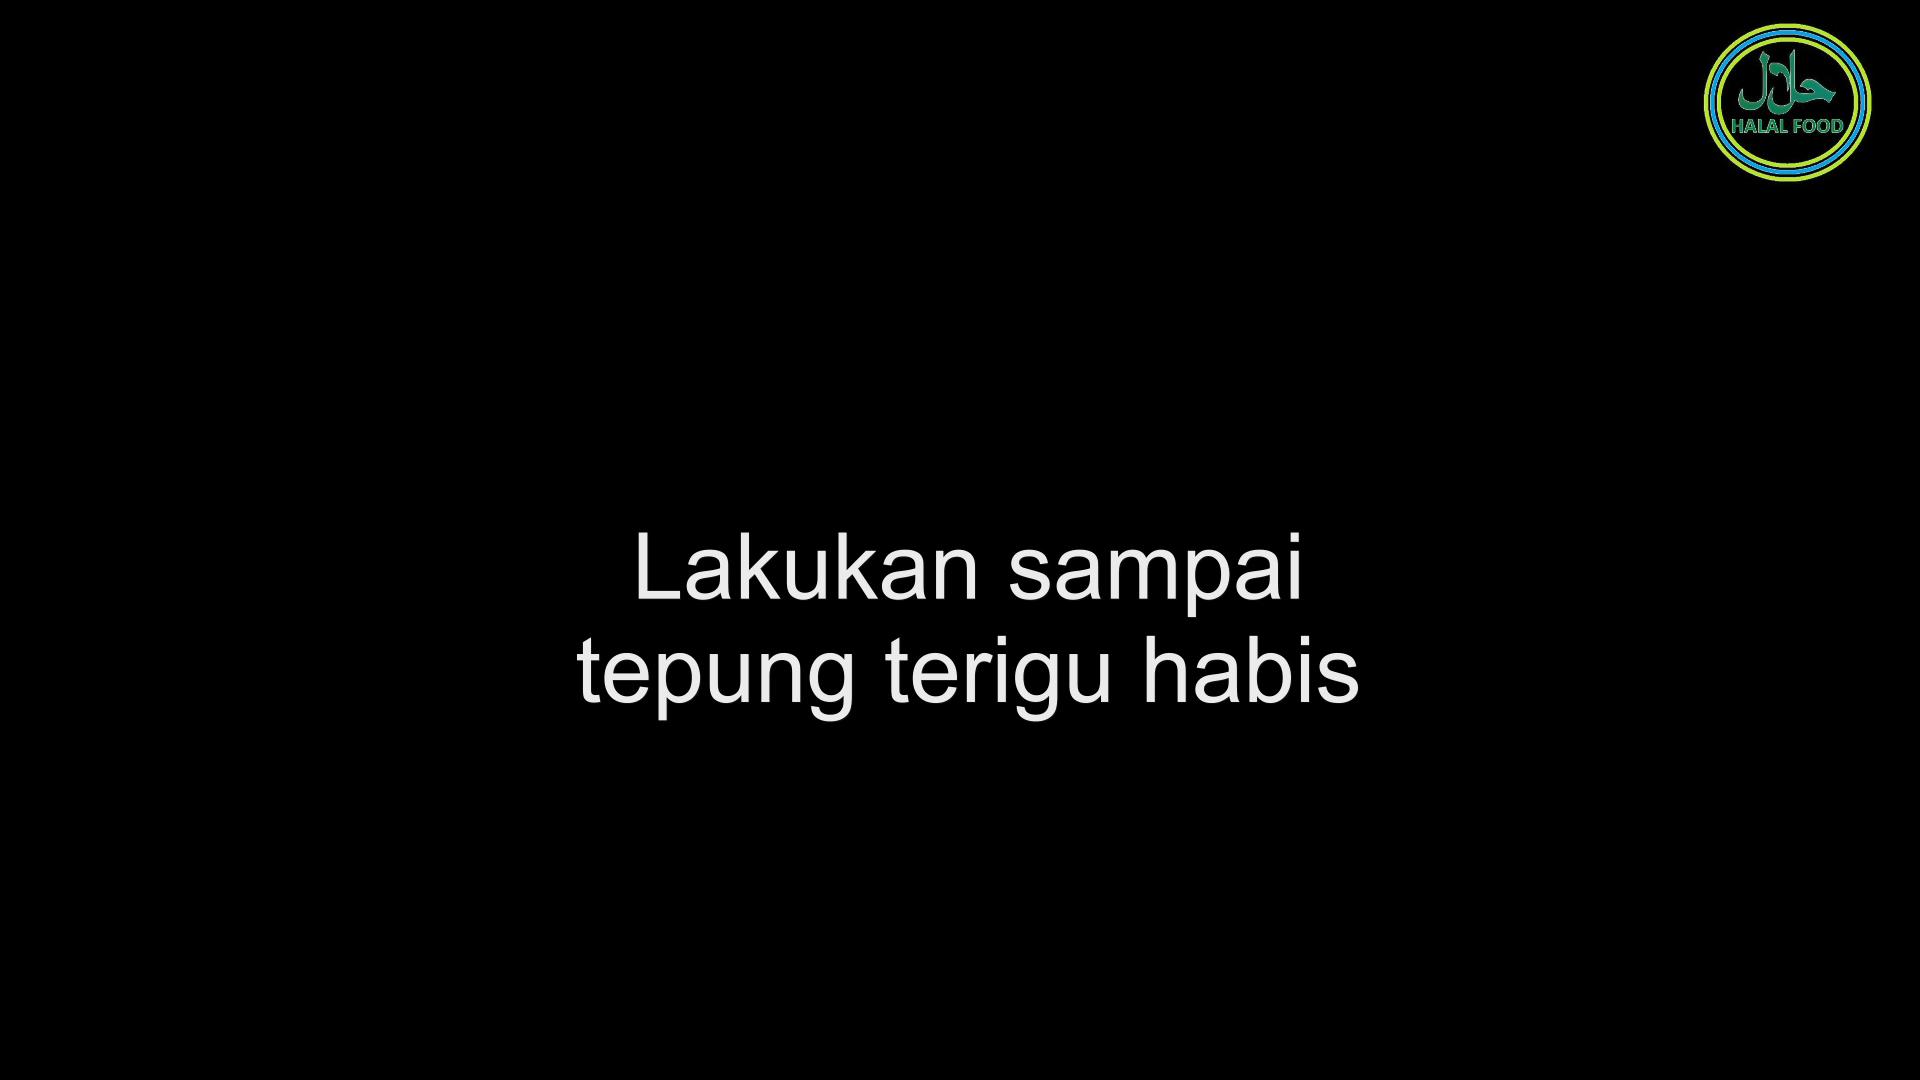 حلال
HALAL FOOD
Lakukan sampai
tepung terigu habis